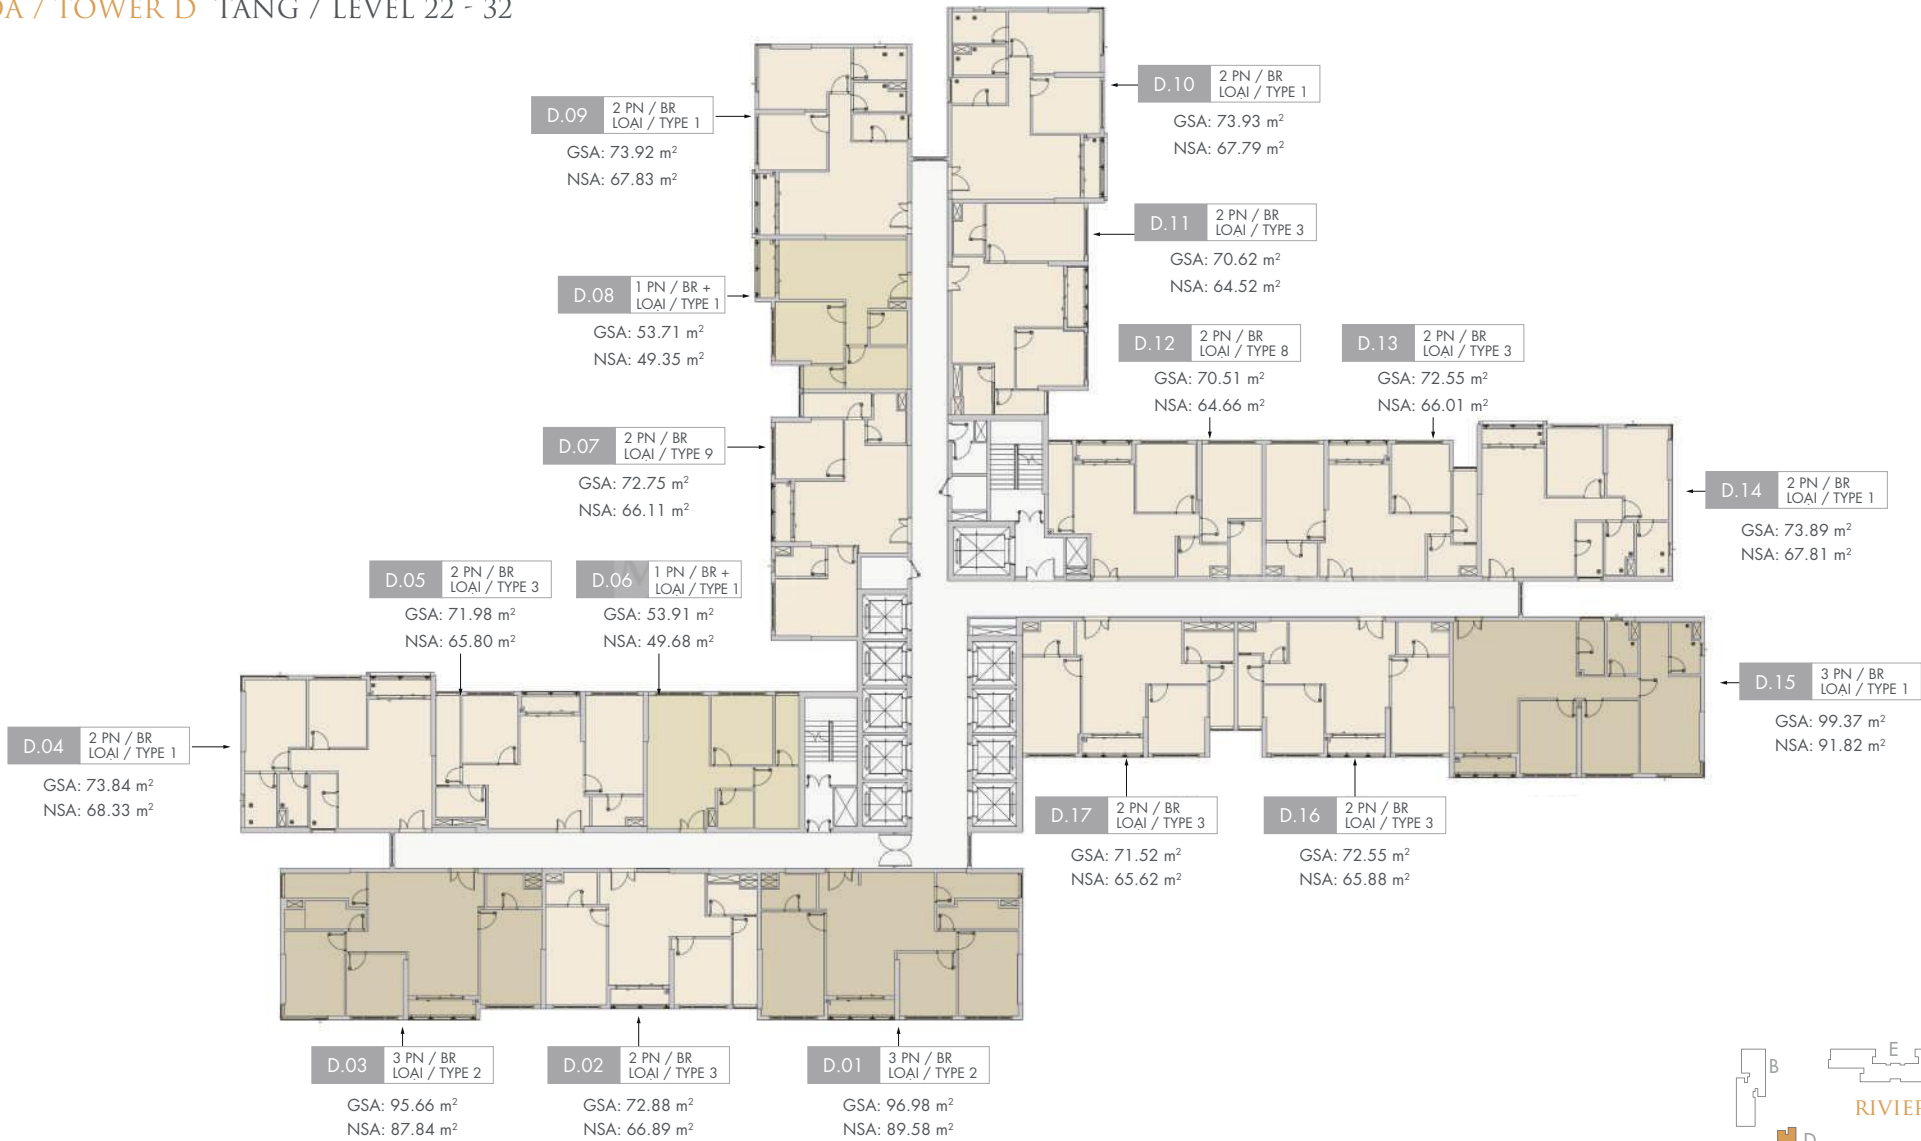 / TOWER D TẦNG / LEVEL 22 - 32
D.10
2 PN / BR
LOẠI / TYPE 1
GSA: 73.93 m²
NSA: 67.79 m²
D.09
2 PN / BR
LOẠI / TYPE 1
GSA: 73.92 m²
NSA: 67.83 m²
D.11
2 PN / BR
LOẠI / TYPE 3
GSA: 70.62 m²
NSA: 64.52 m²
D.08
1 PN / BR +
LOẠI / TYPE 1
GSA: 53.71 m²
NSA: 49.35 m²
D.12
2 PN / BR
LOẠI / TYPE 8
GSA: 70.51 m²
NSA: 64.66 m²
D.13
2 PN / BR
LOẠI / TYPE 3
GSA: 72.55 m²
NSA: 66.01 m²
D.07
2 PN / BR
LOẠI / TYPE 9
GSA: 72.75 m²
NSA: 66.11 m²
D.14
2 PN / BR
LOẠI / TYPE 1
GSA: 73.89 m²
NSA: 67.81 m²
D.05
2 PN / BR
LOẠI / TYPE 3
GSA: 71.98 m²
NSA: 65.80 m²
D.06
1 PN / BR +
LOẠI / TYPE 1
GSA: 53.91 m²
NSA: 49.68 m²
D.15
3 PN / BR
LOẠI / TYPE 1
GSA: 99.37 m²
NSA: 91.82 m²
D.04
2 PN / BR
LOẠI / TYPE 1
GSA: 73.84 m²
NSA: 68.33 m²
D.17
2 PN / BR
LOẠI / TYPE 3
GSA: 71.52 m²
NSA: 65.62 m²
D.16
2 PN / BR
LOẠI / TYPE 3
GSA: 72.55 m²
NSA: 65.88 m²
D.03
3 PN / BR
LOẠI / TYPE 2
GSA: 95.66 m²
NSA: 87.84 m²
D.02
2 PN / BR
LOẠI / TYPE 3
GSA: 72.88 m²
NSA: 66.89 m²
D.01
3 PN / BR
LOẠI / TYPE 2
GSA: 96.98 m²
NSA: 89.58 m²
B
E
D